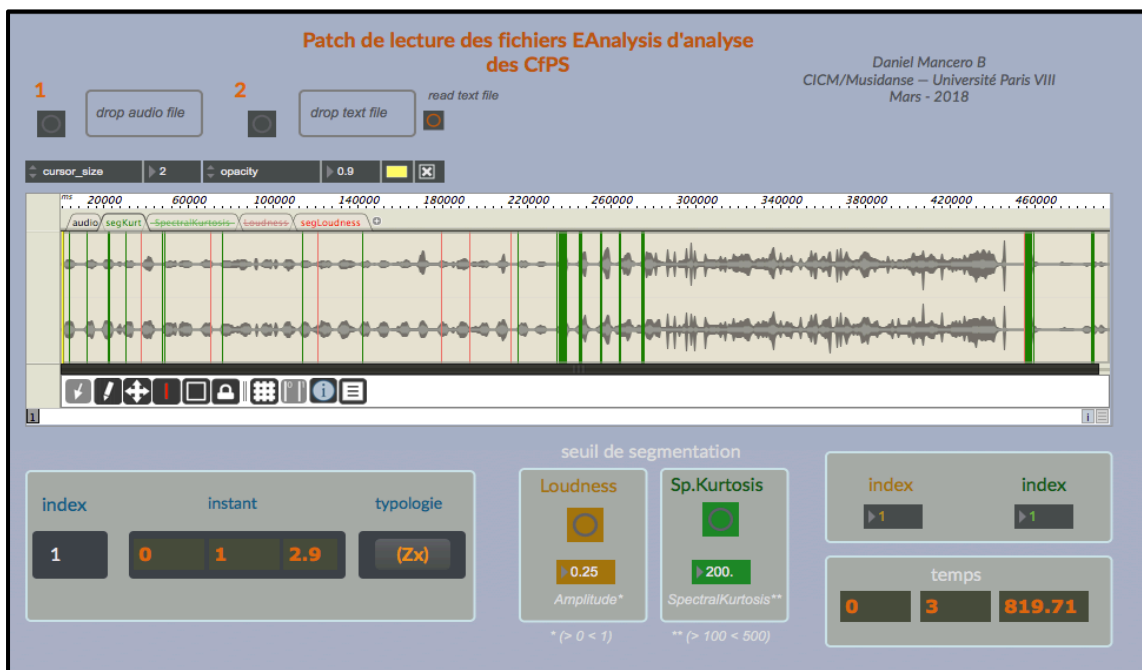 Patch de lecture des fichiers EAnalysis d'analyse
des CfPS
Daniel Mancero B
CICM/Musidanse — Université Paris VIII
Mars - 2018
1
drop audio file
2
drop text file
read text file
cursor_size
2
opacity
0.9
ms 20000 60000 100000 140000 180000 220000 260000 300000 340000 380000 420000 460000
audio segKurt SpectralKurtosis Loudness segLoudness
1
i
seuil de segmentation
index instant typologie
1 0 1 2.9 (Zx)
Loudness
0.25
Amplitude*
* (> 0 < 1)
Sp.Kurtosis
200.
SpectralKurtosis**
** (> 100 < 500)
index index
1 1
temps
0 3 819.71